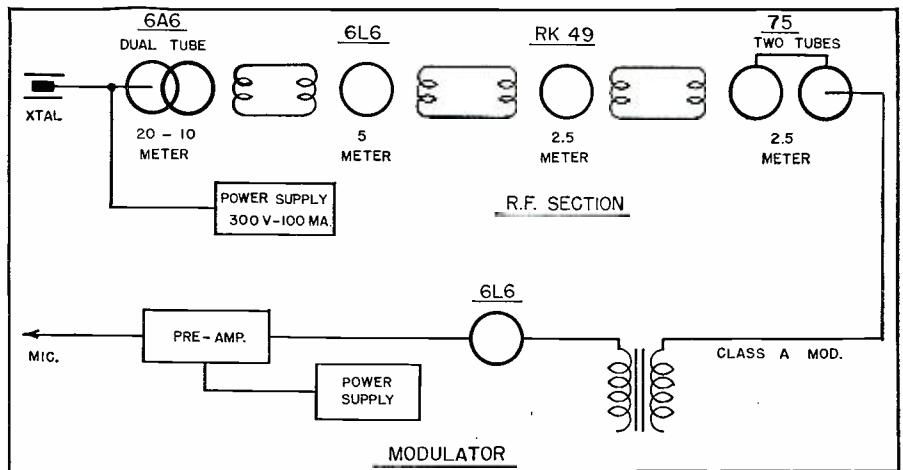 6A6
DUAL TUBE
6L6
RK 49
75
TWO TUBES
XTAL
20 - 10
METER
5
METER
2.5
METER
2.5
METER
POWER SUPPLY
300 V-100 MA.
R.F. SECTION
6L6
MIC.
PRE-AMP.
CLASS A MOD.
POWER
SUPPLY
MODULATOR